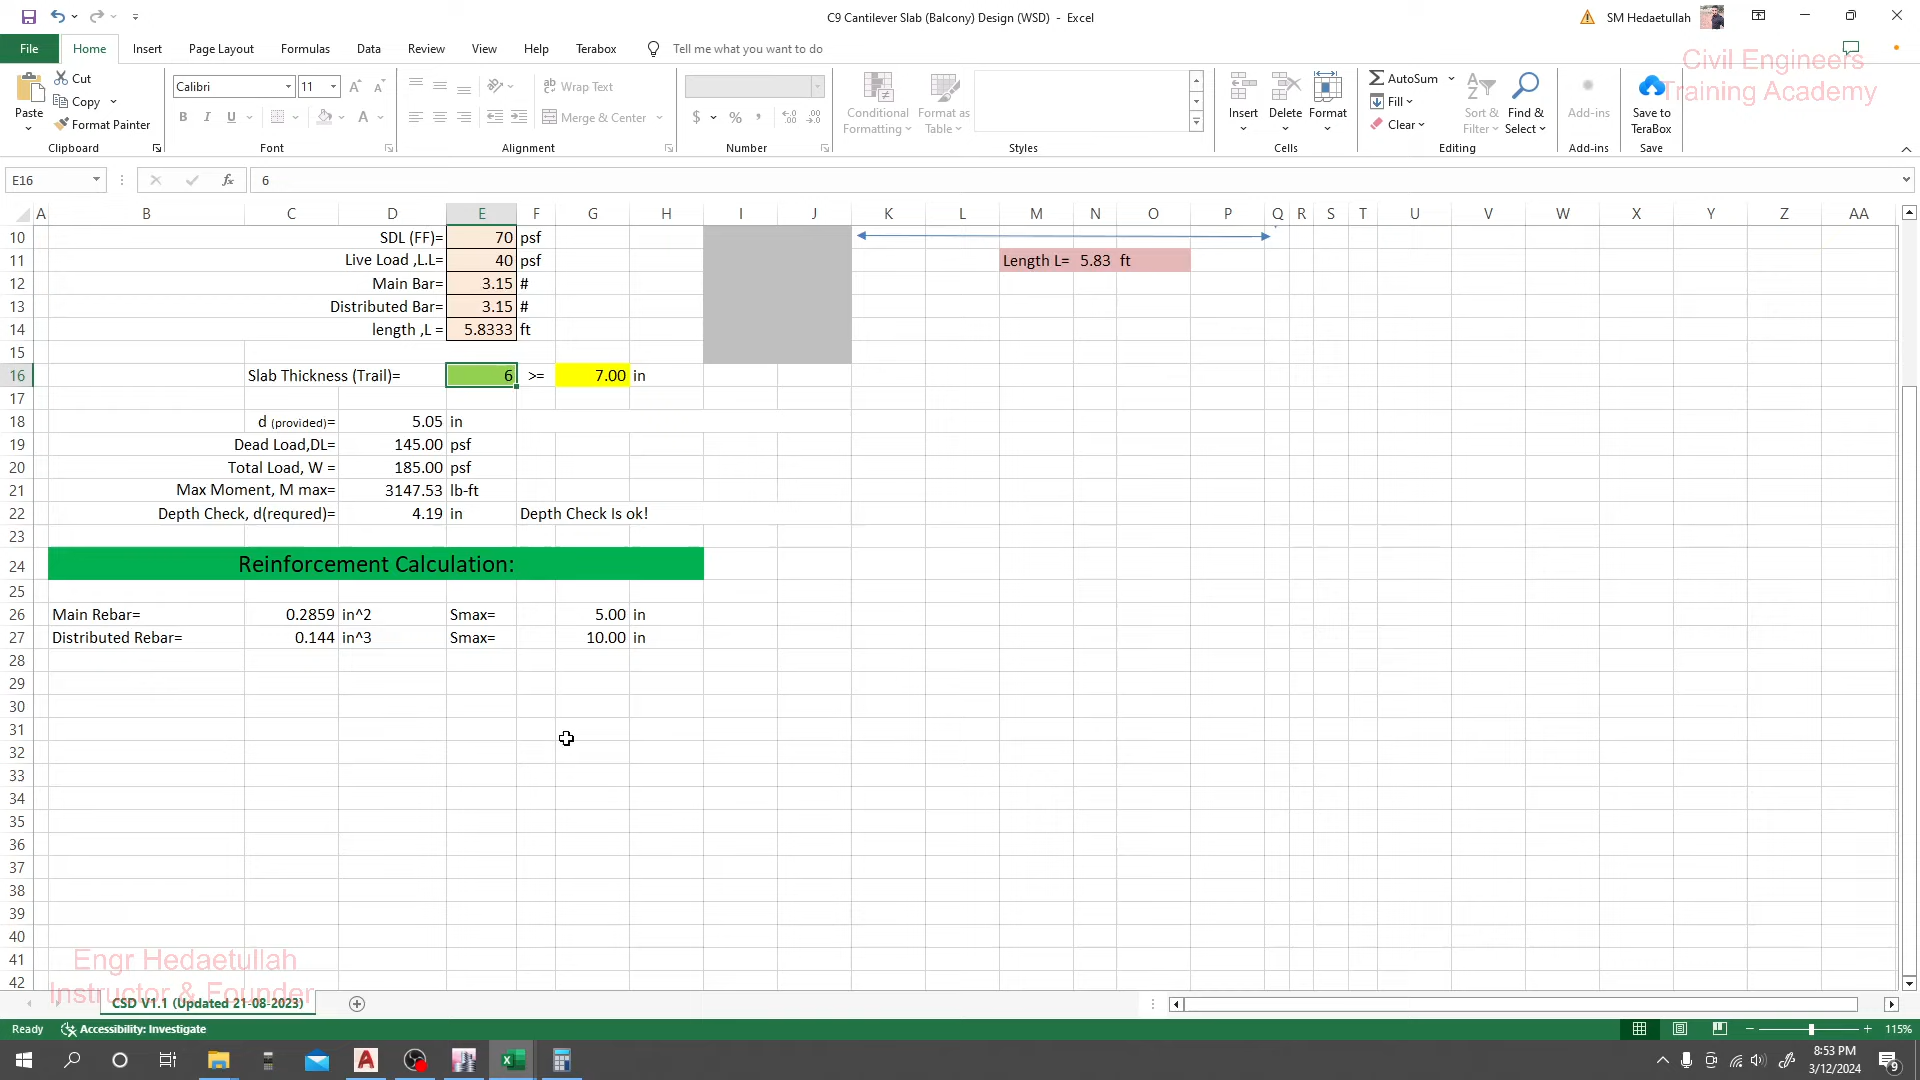 C9 Cantilever Slab (Balcony) Design (WSD) - Excel
SM Hedaetullah
File Home Insert Page Layout Formulas Data Review View Help Terabox Tell me what you want to do
Civil Engineers
Training Academy
Paste Cut Copy Format Painter
Calibri 11
B I U
Wrap Text
Merge & Center
$ %
Conditional Formatting
Format as Table
Insert Delete Format
AutoSum Fill Clear
Sort & Filter
Find & Select
Add-ins
Save to TeraBox
Clipboard Font Alignment Number Styles Cells Editing Add-ins Save
E16 fx 6
A B C D E F G H I J K L M N O P Q R S T U V W X Y Z AA
10 SDL (FF)= 70 psf
11 Live Load ,L.L= 40 psf Length L= 5.83 ft
12 Main Bar= 3.15 #
13 Distributed Bar= 3.15 #
14 length ,L = 5.8333 ft
15
16 Slab Thickness (Trail)= 6 >= 7.00 in
17
18 d (provided)= 5.05 in
19 Dead Load,DL= 145.00 psf
20 Total Load, W = 185.00 psf
21 Max Moment, M max= 3147.53 lb-ft
22 Depth Check, d(requred)= 4.19 in Depth Check Is ok!
23
24 Reinforcement Calculation:
25
26 Main Rebar= 0.2859 in^2 Smax= 5.00 in
27 Distributed Rebar= 0.144 in^3 Smax= 10.00 in
28
29
30
31
32
33
34
35
36
37
38
39
40
41
42
Engr Hedaetullah
Instructor & Founder
CSD V1.1 (Updated 21-08-2023)
Ready Accessibility: Investigate 115%
8:53 PM
3/12/2024
9